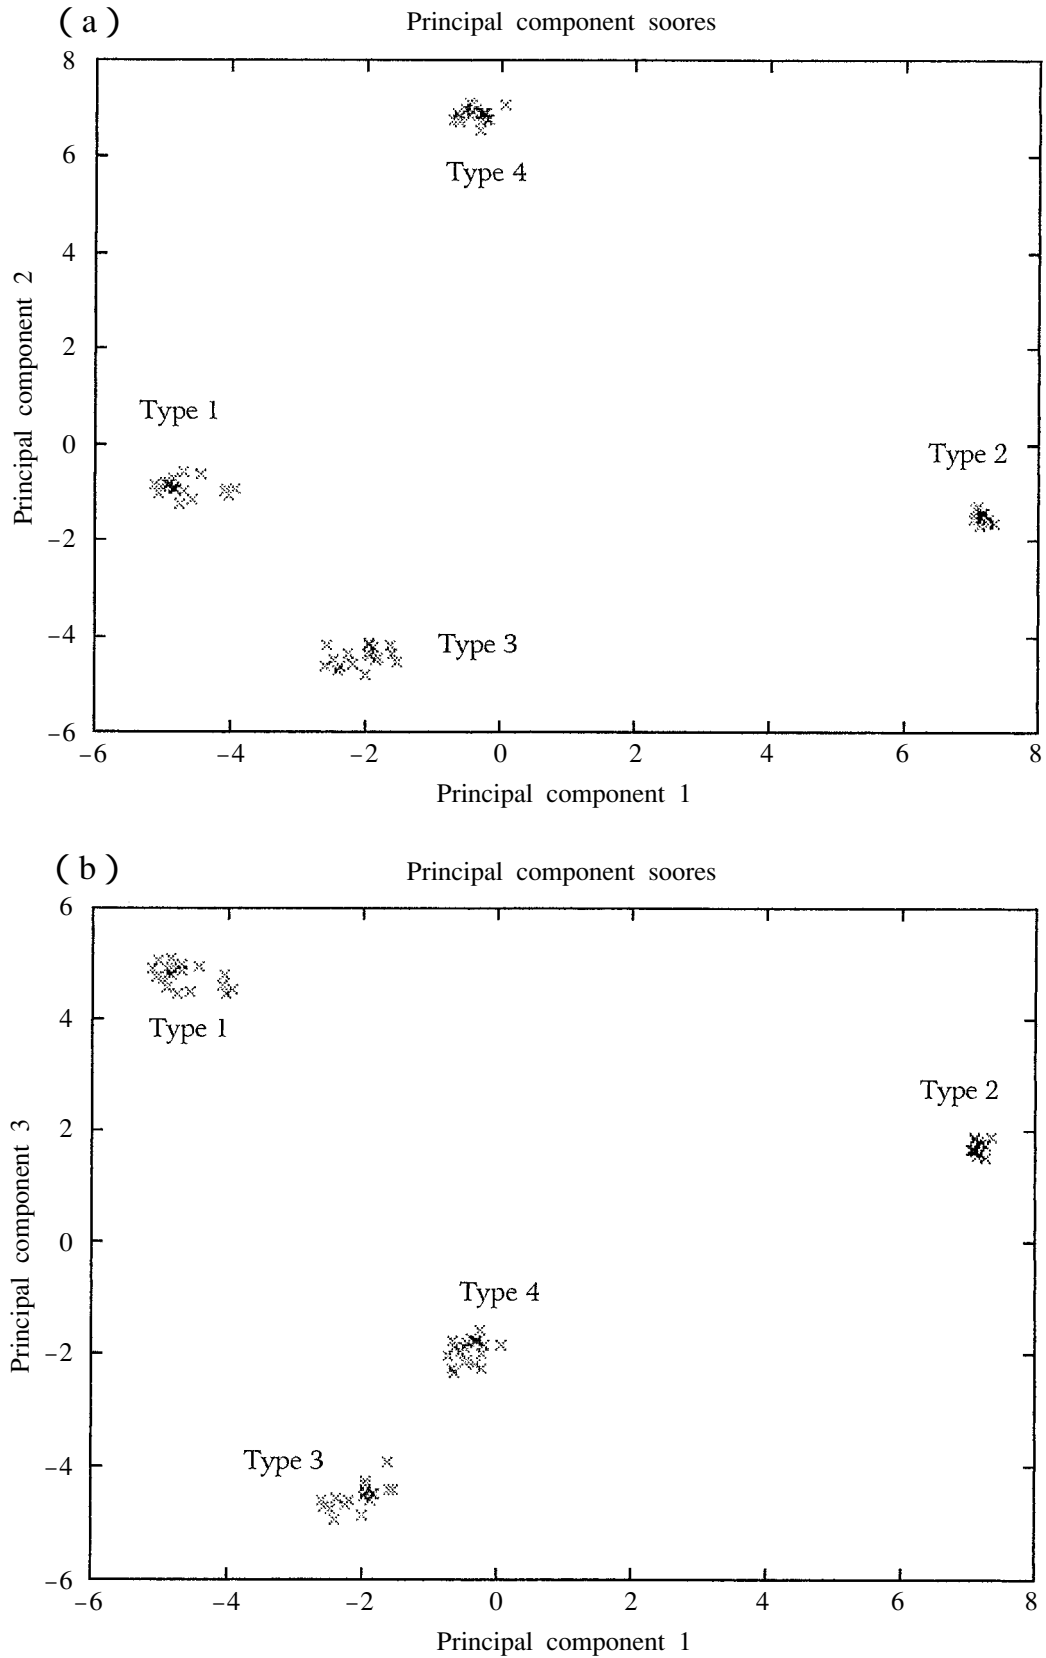 (a)
Principal component soores
8
6
4
2
0
−2
−4
−6
Principal component 2
Type 4
Type 1
Type 2
Type 3
−6 −4 −2 0 2 4 6 8
Principal component 1
(b)
Principal component soores
6
4
2
0
−2
−4
−6
Principal component 3
Type 1
Type 2
Type 4
Type 3
−6 −4 −2 0 2 4 6 8
Principal component 1